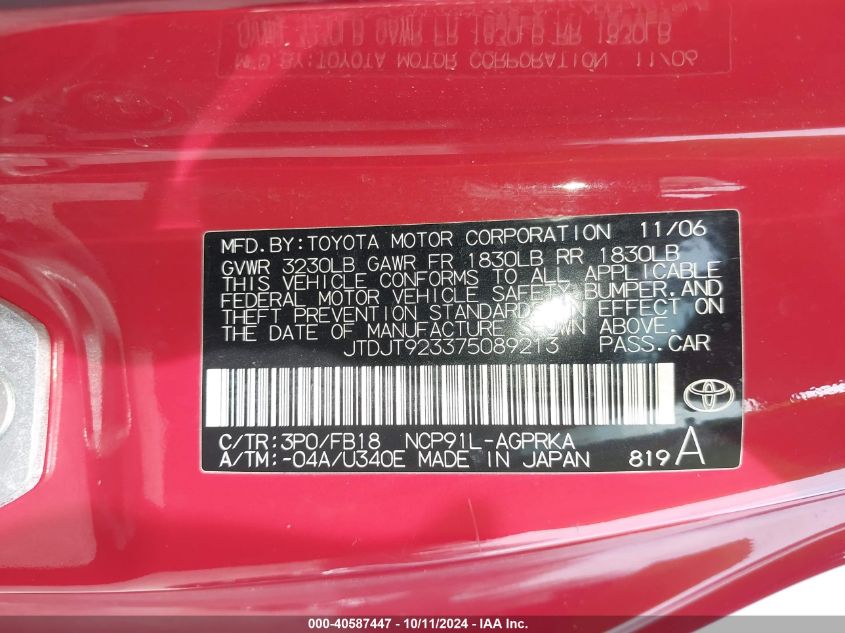 MFD.BY:TOYOTA MOTOR CORPORATION 11/06
GVWR 3230LB GAWR FR 1830LB RR 1830LB
THIS VEHICLE CONFORMS TO ALL APPLICABLE
FEDERAL MOTOR VEHICLE SAFETY, BUMPER, AND
THEFT PREVENTION STANDARDS IN EFFECT ON
THE DATE OF MANUFACTURE SHOWN ABOVE.
JTDJT923375089213 PASS.CAR
C/TR:3P0/FB18 NCP91L-AGPRKA
A/TM:-04A/U340E MADE IN JAPAN 819A
000-40587447 - 10/11/2024 - IAA Inc.